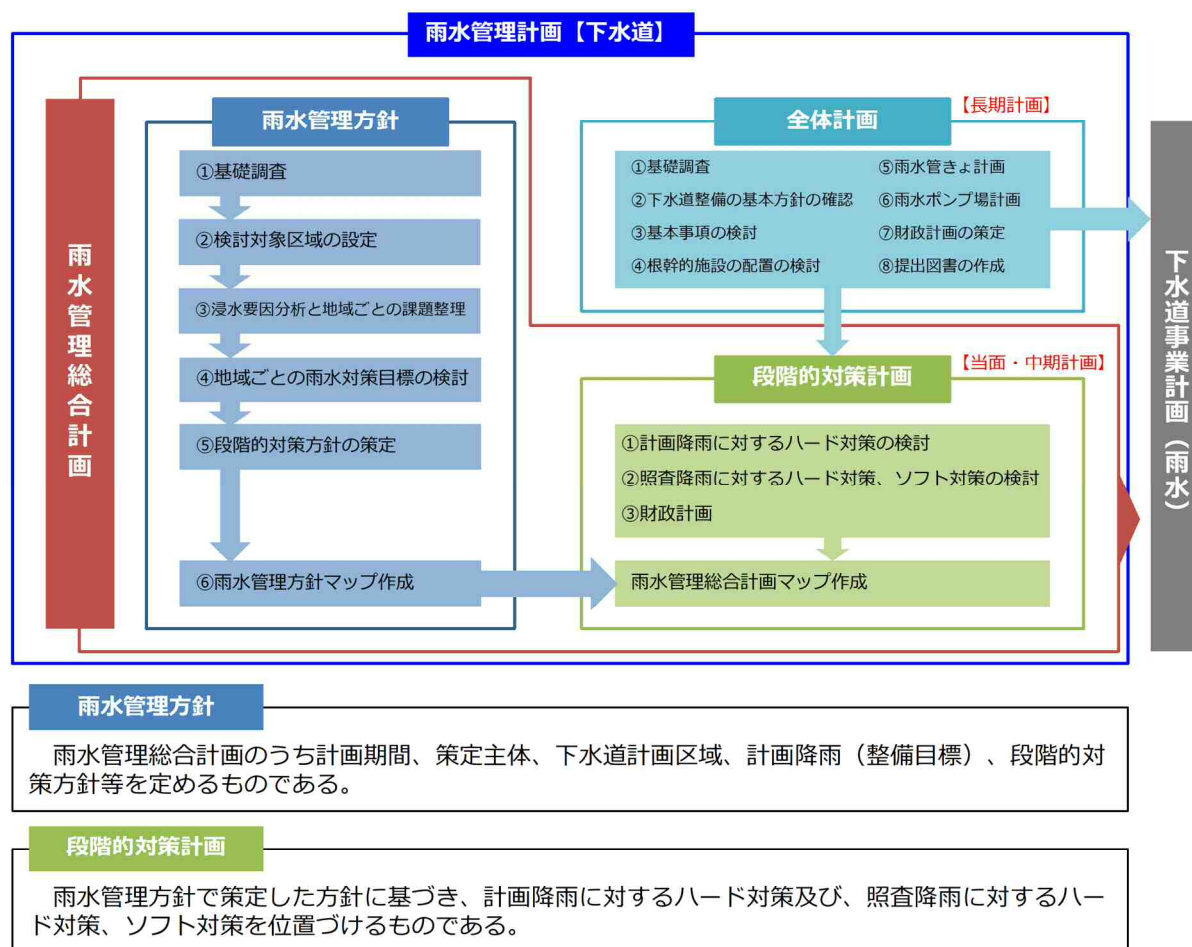 雨水管理計画【下水道】
雨水管理総合計画
雨水管理方針
①基礎調査
②検討対象区域の設定
③浸水要因分析と地域ごとの課題整理
④地域ごとの雨水対策目標の検討
⑤段階的対策方針の策定
⑥雨水管理方針マップ作成
全体計画
【長期計画】
①基礎調査
②下水道整備の基本方針の確認
③基本事項の検討
④根幹的施設の配置の検討
⑤雨水管きょ計画
⑥雨水ポンプ場計画
⑦財政計画の策定
⑧提出図書の作成
段階的対策計画
【当面・中期計画】
①計画降雨に対するハード対策の検討
②照査降雨に対するハード対策、ソフト対策の検討
③財政計画
雨水管理総合計画マップ作成
下水道事業計画（雨水）
雨水管理方針
雨水管理総合計画のうち計画期間、策定主体、下水道計画区域、計画降雨（整備目標）、段階的対
策方針等を定めるものである。
段階的対策計画
雨水管理方針で策定した方針に基づき、計画降雨に対するハード対策及び、照査降雨に対するハー
ド対策、ソフト対策を位置づけるものである。